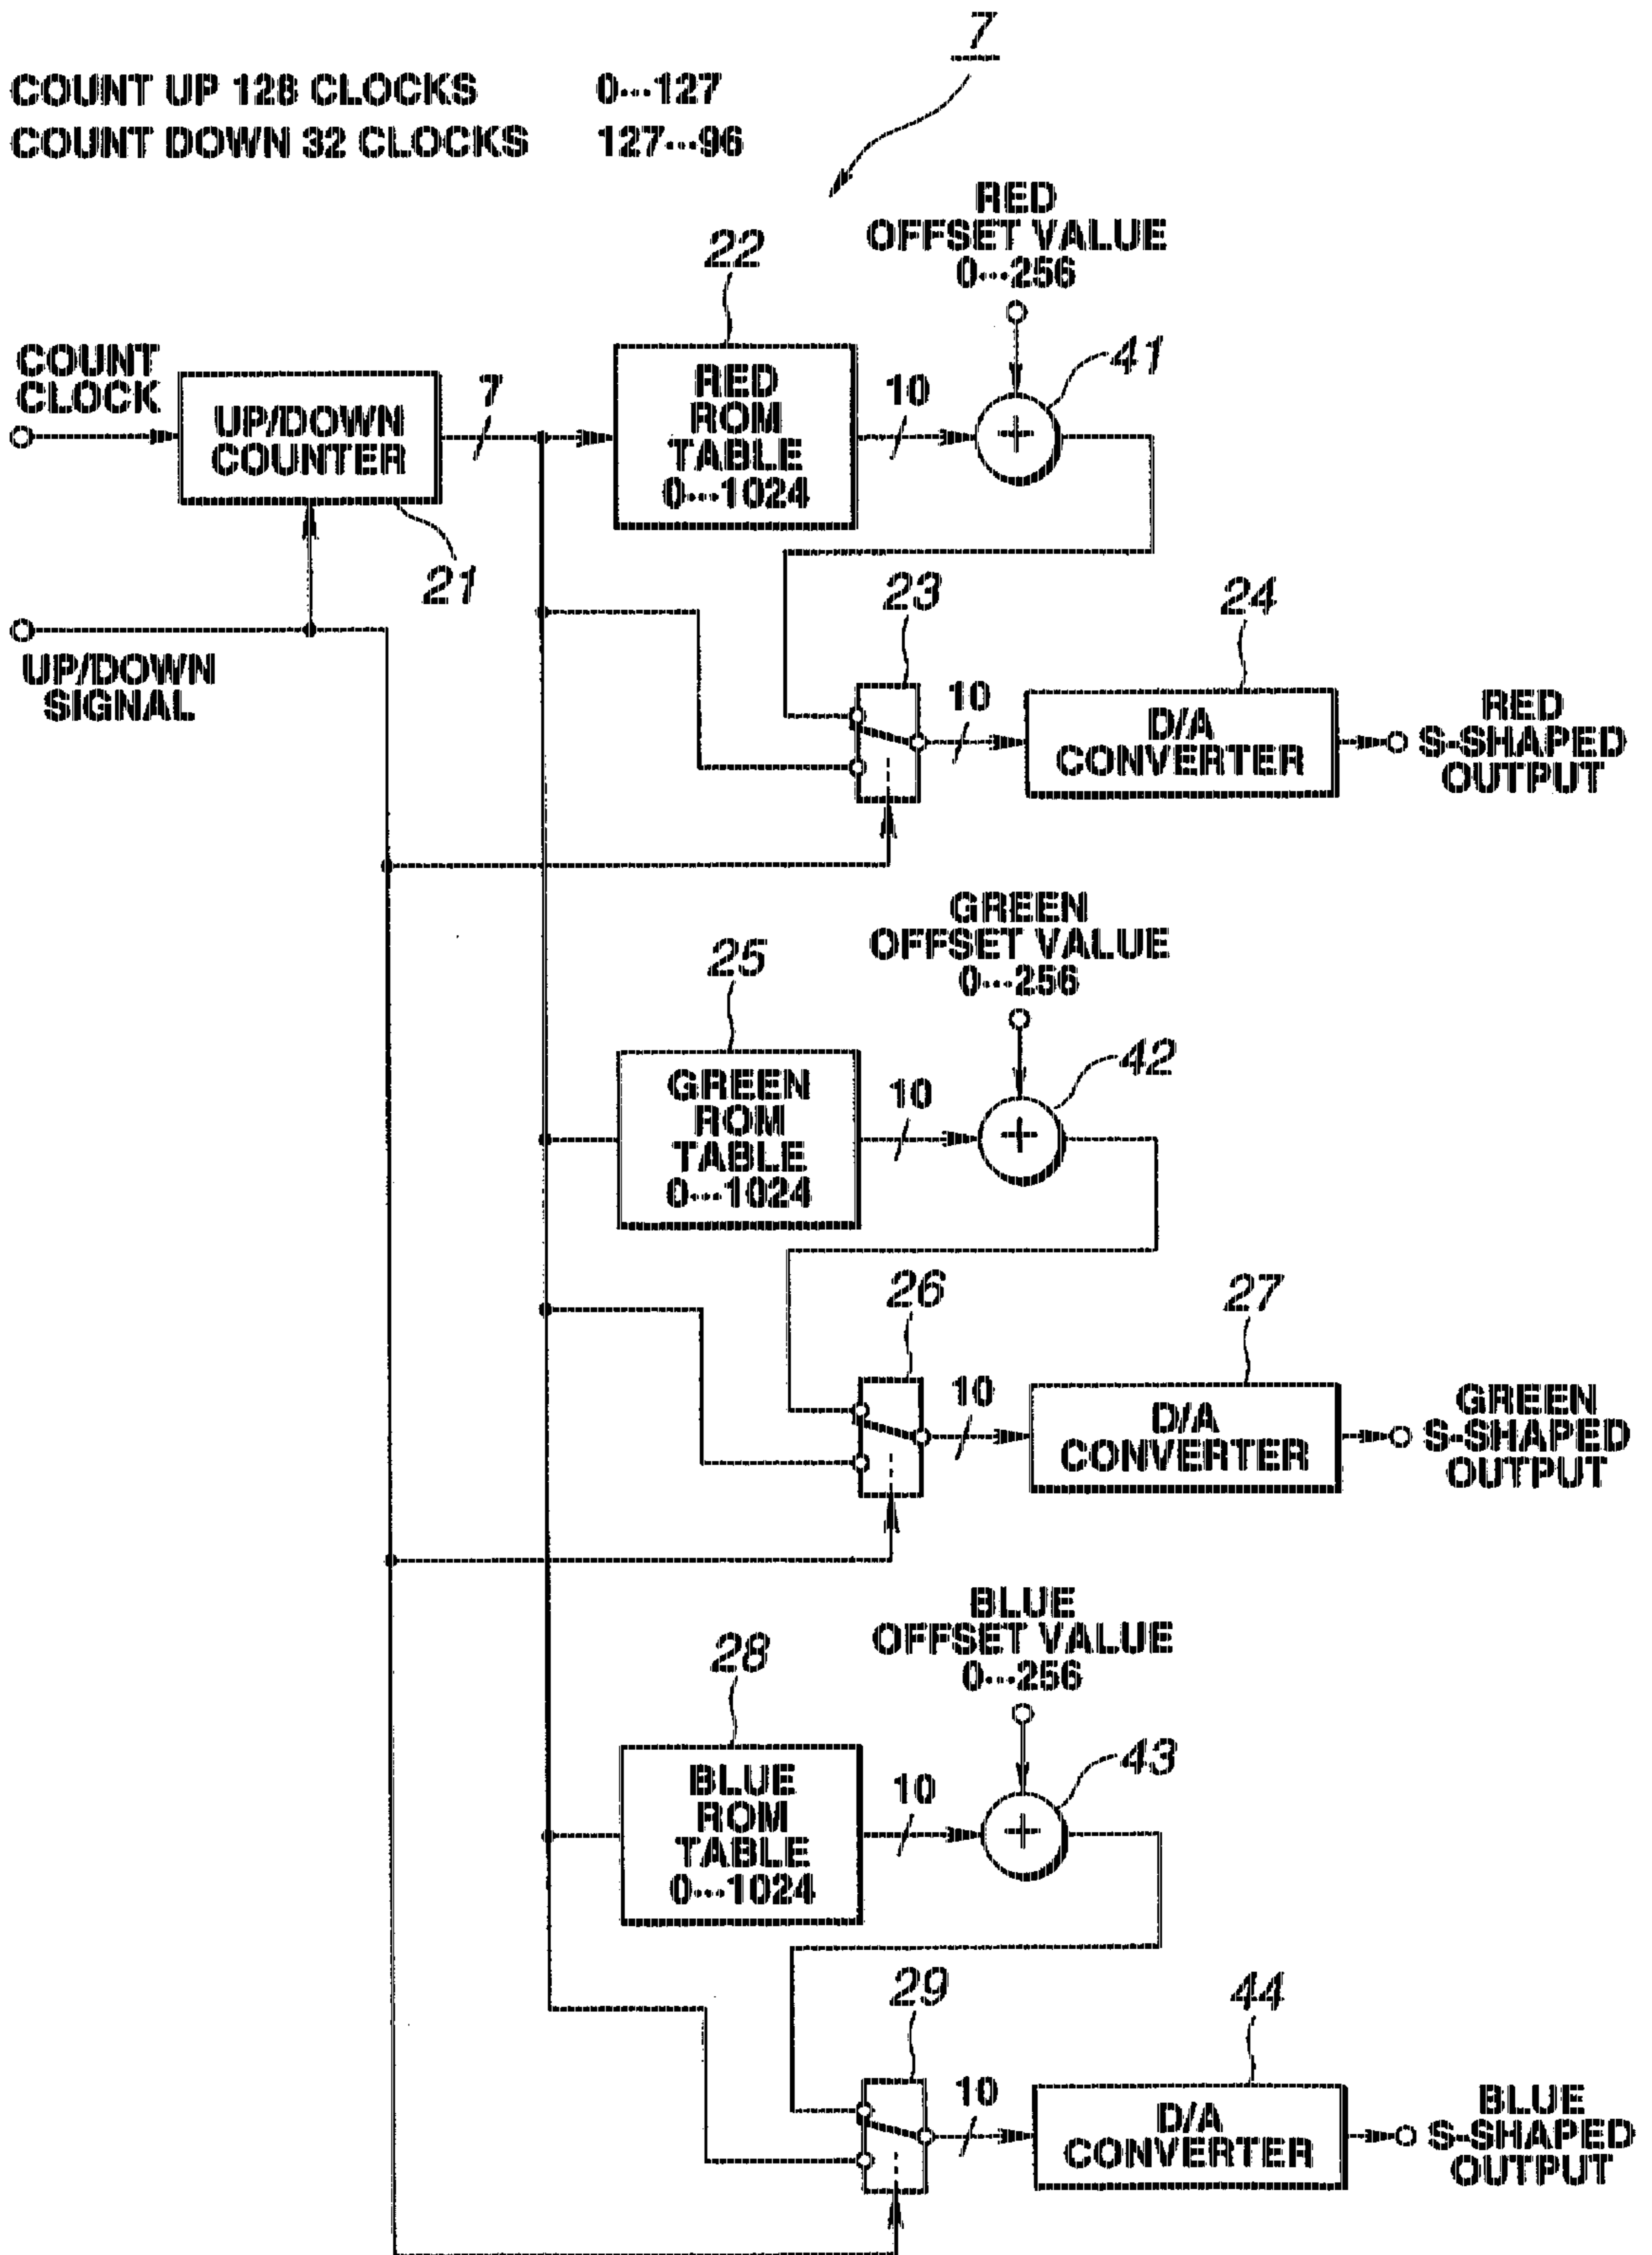 7
COUNT UP 128 CLOCKS 0...127
COUNT DOWN 32 CLOCKS 127...96
RED
OFFSET VALUE
0...256
22
41
COUNT
CLOCK
UP/DOWN
COUNTER
7
RED
ROM
TABLE
0...1024
10
+
21
UP/DOWN
SIGNAL
23
24
10
D/A
CONVERTER
RED
S-SHAPED
OUTPUT
GREEN
OFFSET VALUE
0...256
25
42
GREEN
ROM
TABLE
0...1024
10
+
26
27
10
D/A
CONVERTER
GREEN
S-SHAPED
OUTPUT
BLUE
OFFSET VALUE
0...256
28
43
BLUE
ROM
TABLE
0...1024
10
+
29
44
10
D/A
CONVERTER
BLUE
S-SHAPED
OUTPUT